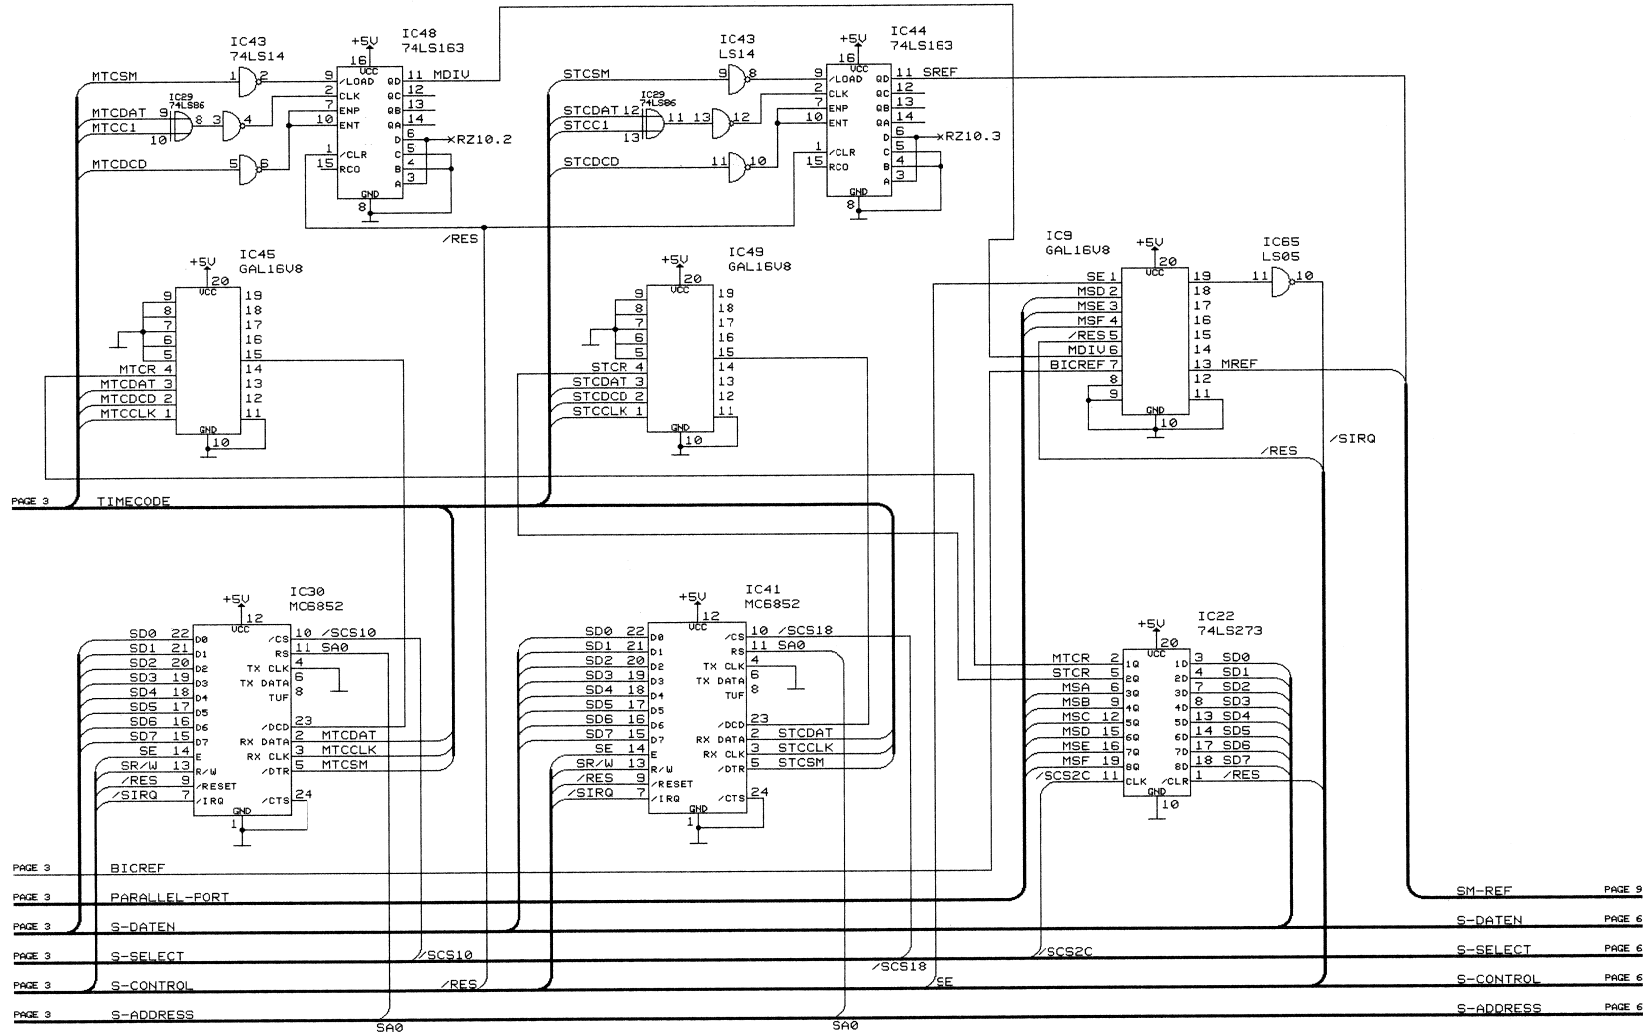 IC43
74LS14
+5V
IC48
74LS163
MTCSM 1 2
MTCDAT 9
MTCC1 10
IC29
74LS86
8 3 4
MTCDCD 5 6
16 VCC
9 /LOAD QD 11 MDIV
2 CLK QC 12
7 ENP QB 13
10 ENT QA 14
D 6 RZ10.2
1 /CLR C 5
15 RCO B 4
A 3
GND
8
IC43
LS14
+5V
IC44
74LS163
STCSM 9 8
STCDAT 12
STCC1 13
IC29
74LS86
11 13 12
STCDCD 11 10
16 VCC
9 /LOAD QD 11 SREF
2 CLK QC 12
7 ENP QB 13
10 ENT QA 14
D 6 RZ10.3
1 /CLR C 5
15 RCO B 4
A 3
GND
8
/RES
+5V
IC45
GAL16V8
20
VCC
9 19
8 18
7 17
6 16
5 15
MTCR 4 14
MTCDAT 3 13
MTCDCD 2 12
MTCCLK 1 11
GND
10
+5V
IC49
GAL16V8
20
VCC
9 19
8 18
7 17
6 16
5 15
STCR 4 14
STCDAT 3 13
STCDCD 2 12
STCCLK 1 11
GND
10
IC9
GAL16V8
+5V
20
VCC
SE 1 19
MSD 2 18
MSE 3 17
MSF 4 16
/RES 5 15
MDIV 6 14
BICREF 7 13 MREF
8 12
9 11
GND
10
IC65
LS05
11 10
/SIRQ
/RES
PAGE 3 TIMECODE
+5V
IC30
MC6852
12
VCC
SD0 22 D0 /CS 10 /SCS10
SD1 21 D1 RS 11 SA0
SD2 20 D2 TX CLK 4
SD3 19 D3 TX DATA 6
SD4 18 D4 TUF 8
SD5 17 D5
SD6 16 D6 /DCD 23
SD7 15 D7 RX DATA 2 MTCDAT
SE 14 E RX CLK 3 MTCCLK
SR/W 13 R/W /DTR 5 MTCSM
/RES 9 /RESET
/SIRQ 7 /IRQ /CTS 24
GND
1
+5V
IC41
MC6852
12
VCC
SD0 22 D0 /CS 10 /SCS18
SD1 21 D1 RS 11 SA0
SD2 20 D2 TX CLK 4
SD3 19 D3 TX DATA 6
SD4 18 D4 TUF 8
SD5 17 D5
SD6 16 D6 /DCD 23
SD7 15 D7 RX DATA 2 STCDAT
SE 14 E RX CLK 3 STCCLK
SR/W 13 R/W /DTR 5 STCSM
/RES 9 /RESET
/SIRQ 7 /IRQ /CTS 24
GND
1
+5V
IC22
74LS273
20
VCC
MTCR 2 1Q 1D 3 SD0
STCR 5 2Q 2D 4 SD1
MSA 6 3Q 3D 7 SD2
MSB 9 4Q 4D 8 SD3
MSC 12 5Q 5D 13 SD4
MSD 15 6Q 6D 14 SD5
MSE 16 7Q 7D 17 SD6
MSF 19 8Q 8D 18 SD7
/SCS2C 11 CLK /CLR 1 /RES
GND
10
PAGE 3 BICREF
PAGE 3 PARALLEL-PORT SM-REF PAGE 9
PAGE 3 S-DATEN S-DATEN PAGE 6
PAGE 3 S-SELECT /SCS10 /SCS18 /SCS2C S-SELECT PAGE 6
PAGE 3 S-CONTROL /RES SE S-CONTROL PAGE 6
PAGE 3 S-ADDRESS SA0 SA0 S-ADDRESS PAGE 6